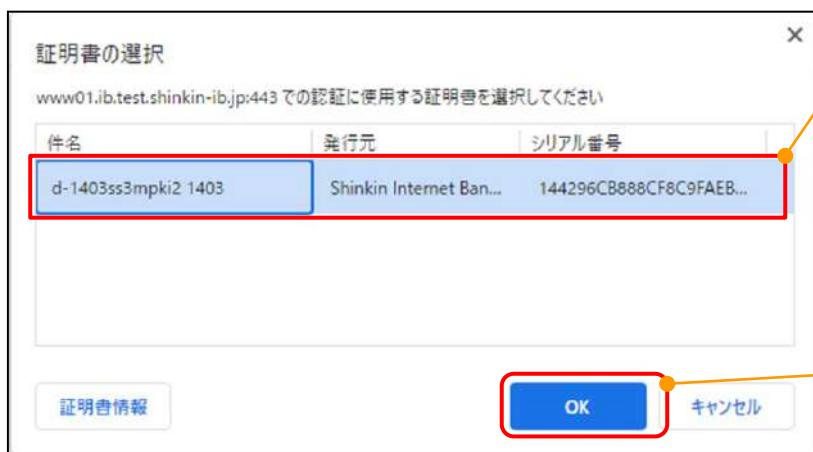 証明書の選択
www01.ib.test.shinkin-ib.jp:443 での認証に使用する証明書を選択してください
件名 発行元 シリアル番号
d-1403ss3mpki2 1403 Shinkin Internet Ban... 144296CB888CF8C9FAEB...
証明書情報 OK キャンセル